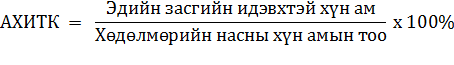 АХИТК = Эдийн засгийн идэвхтэй хүн ам
Хөдөлмөрийн насны хүн амын тоо x 100%